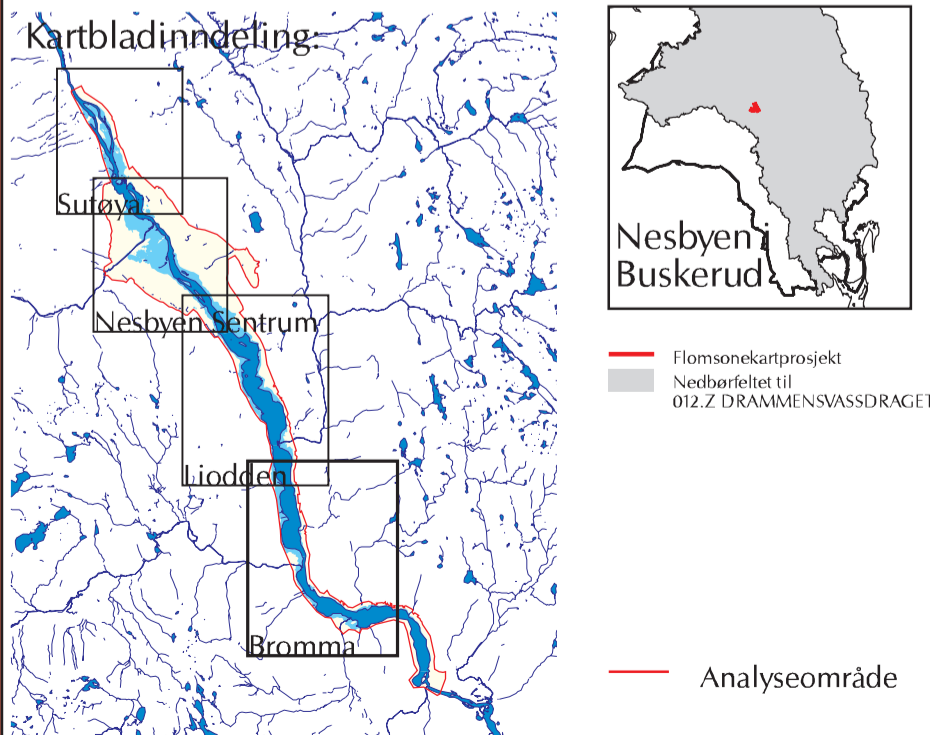 Kartbladinndeling:
Sutøya
Nesbyen Sentrum
Liodden
Bromma
Nesbyen i
Buskerud
Flomsonekartprosjekt
Nedbørfeltet til
012.Z DRAMMENSVASSDRAGET
Analyseområde